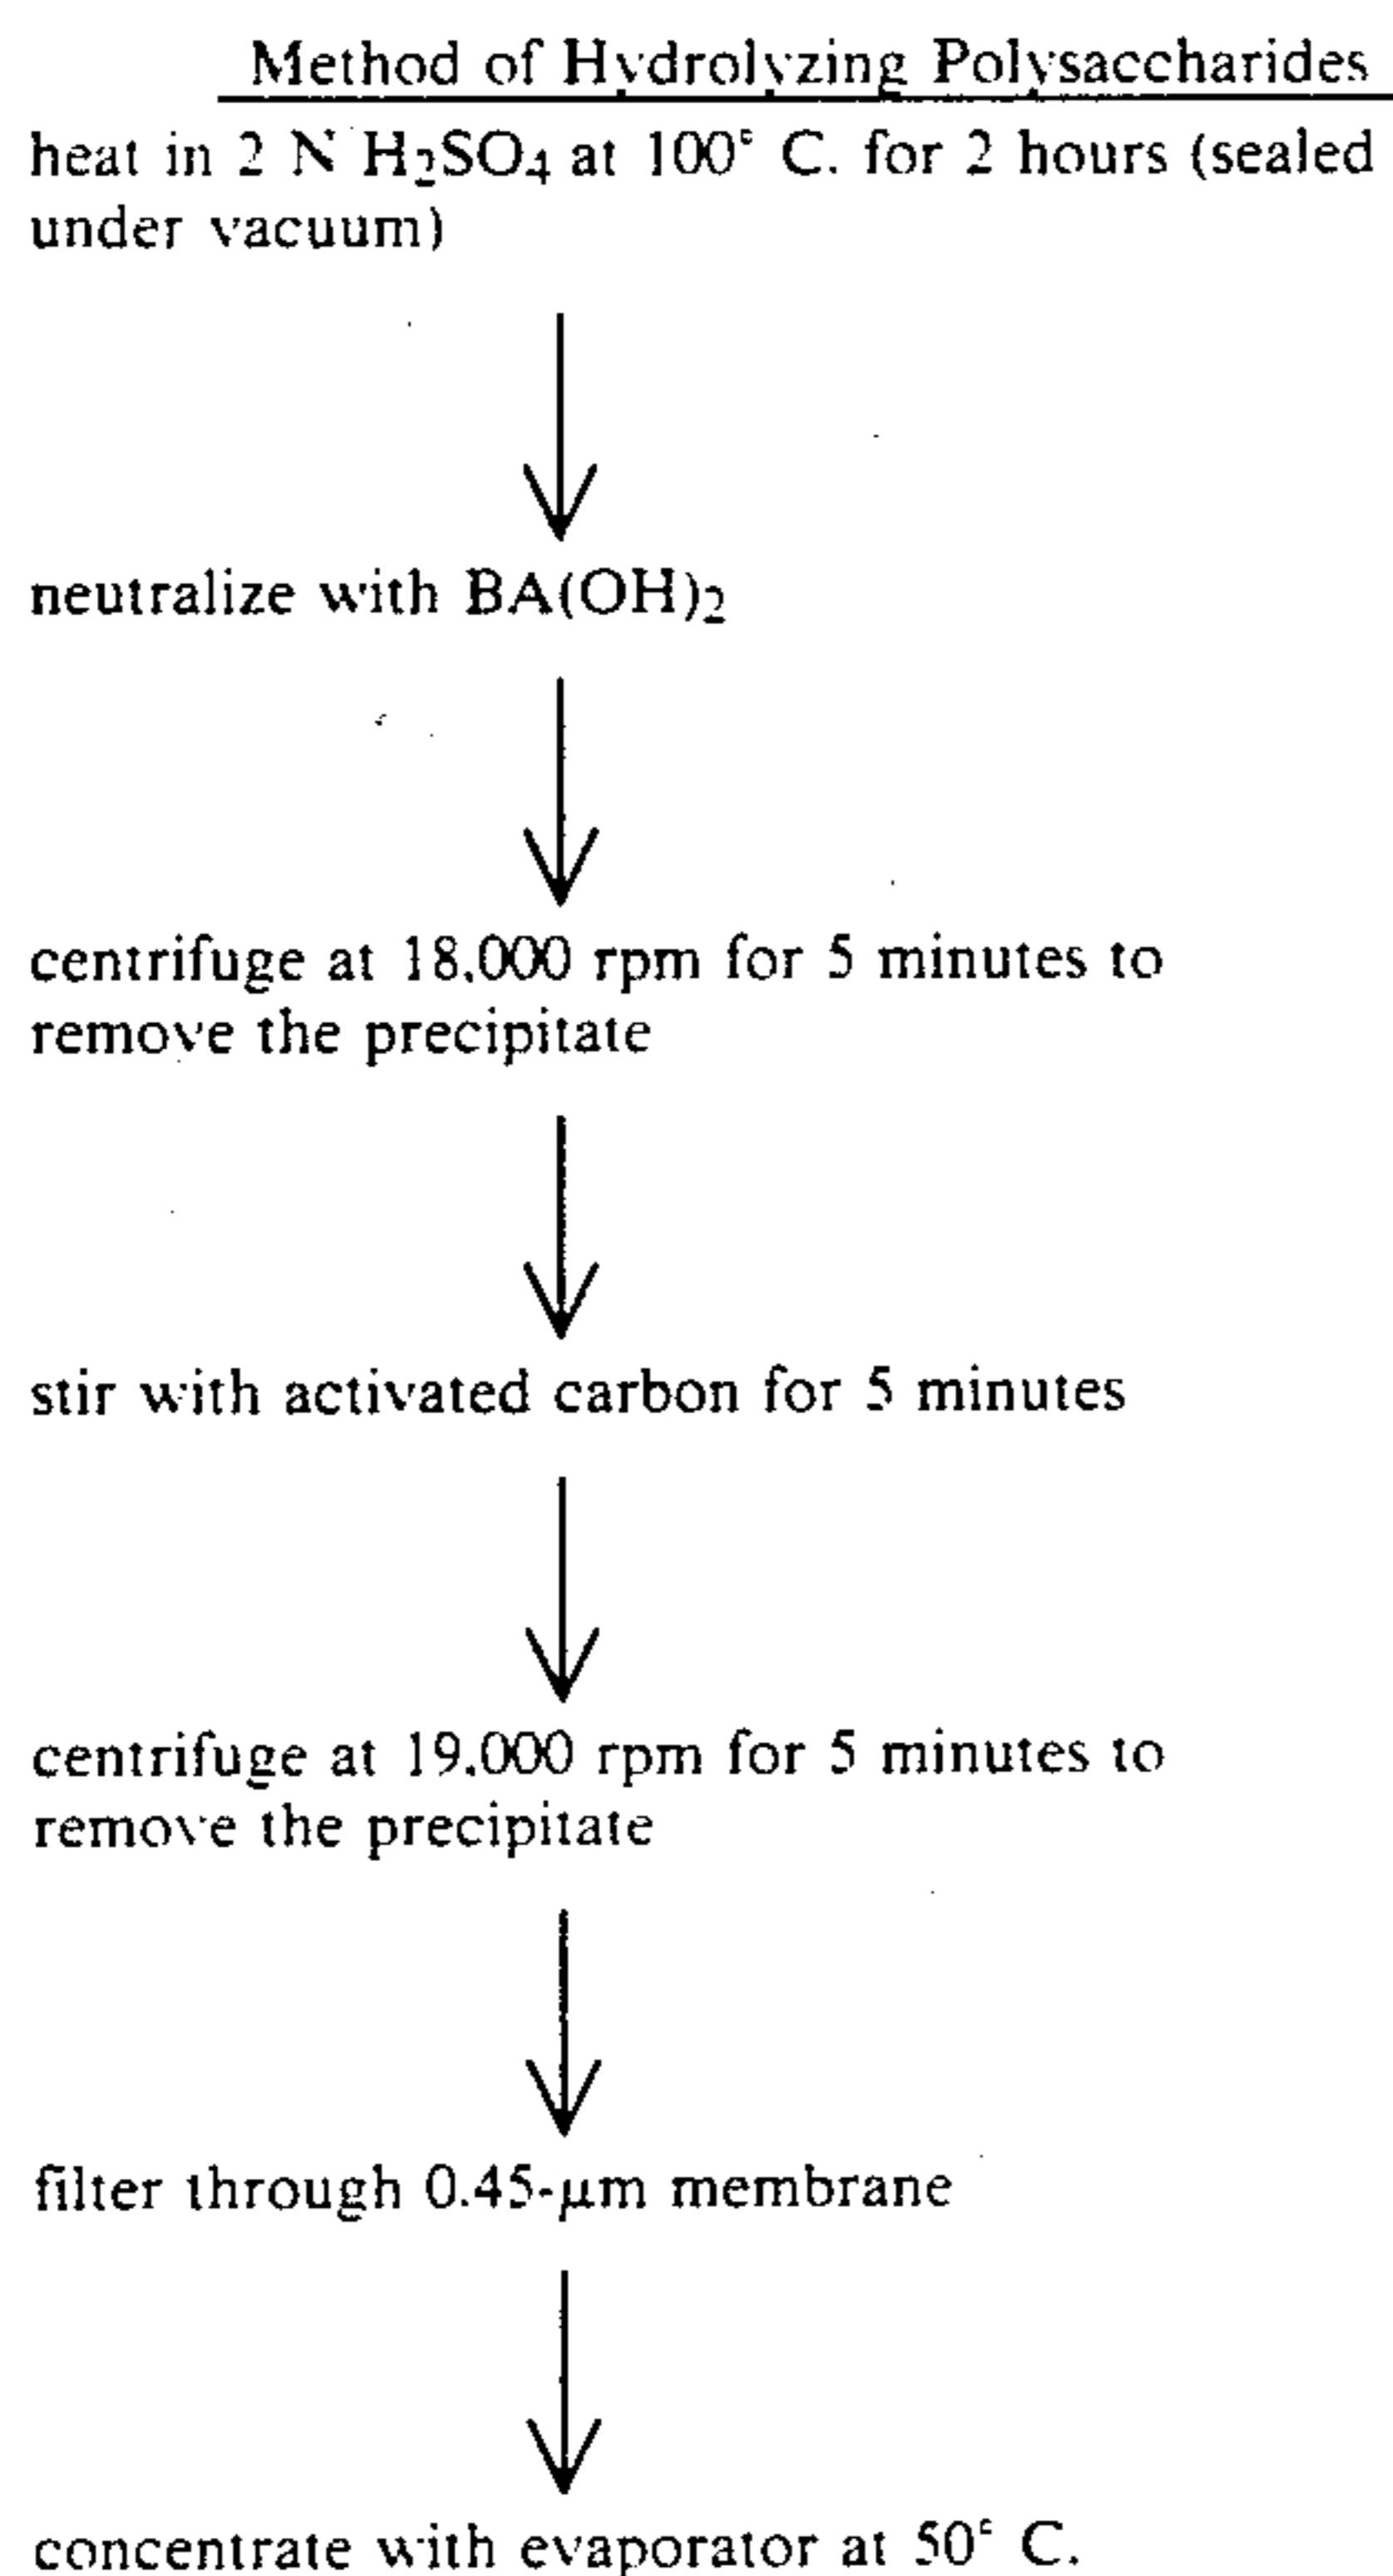 Method of Hydrolyzing Polysaccharides
heat in 2 N H₂SO₄ at 100° C. for 2 hours (sealed
under vacuum)
neutralize with BA(OH)₂
centrifuge at 18,000 rpm for 5 minutes to
remove the precipitate
stir with activated carbon for 5 minutes
centrifuge at 19,000 rpm for 5 minutes to
remove the precipitate
filter through 0.45-μm membrane
concentrate with evaporator at 50° C.